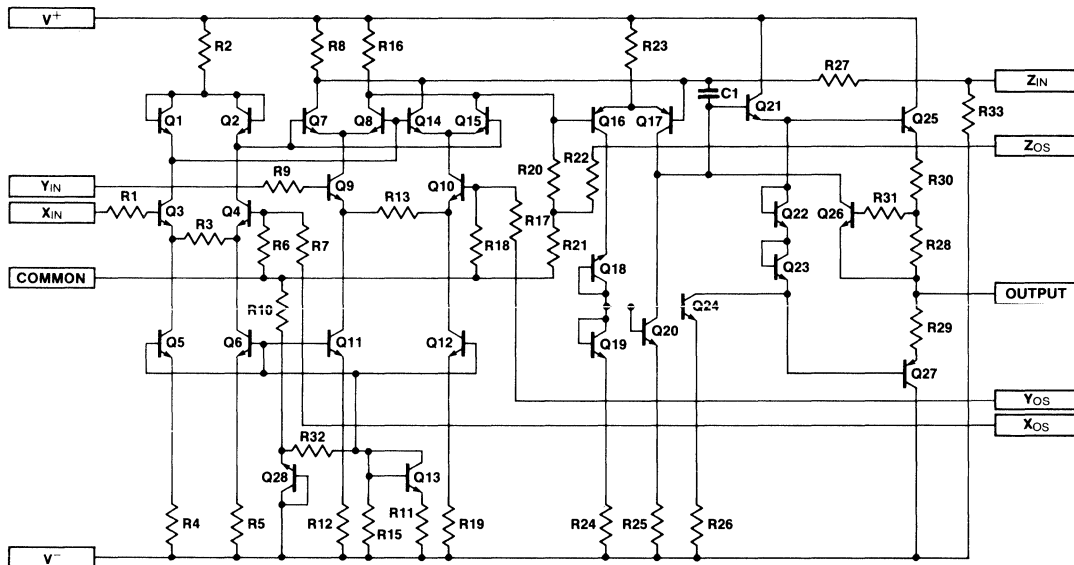 V+
R2
R8
R16
R23
R27
ZIN
C1
Q21
Q1
Q2
Q7
Q8
Q14
Q15
Q16
Q17
Q25
R33
ZOS
R20
R22
YIN
R9
Q9
Q10
R30
XIN
R1
Q3
Q4
R13
R17
Q22
Q26
R31
R3
R6
R7
R18
R21
R28
COMMON
Q18
Q23
OUTPUT
R10
Q24
R29
Q5
Q6
Q11
Q12
Q19
Q20
Q27
YOS
XOS
R32
Q28
Q13
R4
R5
R12
R15
R11
R19
R24
R25
R26
V−